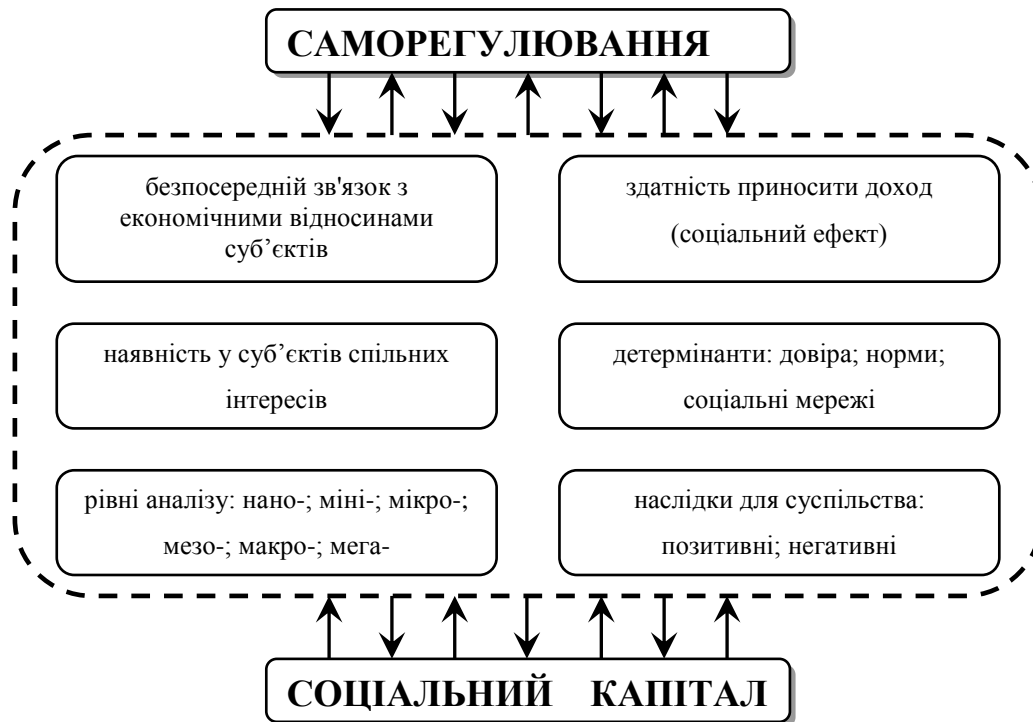 САМОРЕГУЛЮВАННЯ
безпосередній зв'язок з
економічними відносинами
суб’єктів
здатність приносити доход
(соціальний ефект)
наявність у суб’єктів спільних
інтересів
детермінанти: довіра; норми;
соціальні мережі
рівні аналізу: нано-; міні-; мікро-;
мезо-; макро-; мега-
наслідки для суспільства:
позитивні; негативні
СОЦІАЛЬНИЙ КАПІТАЛ